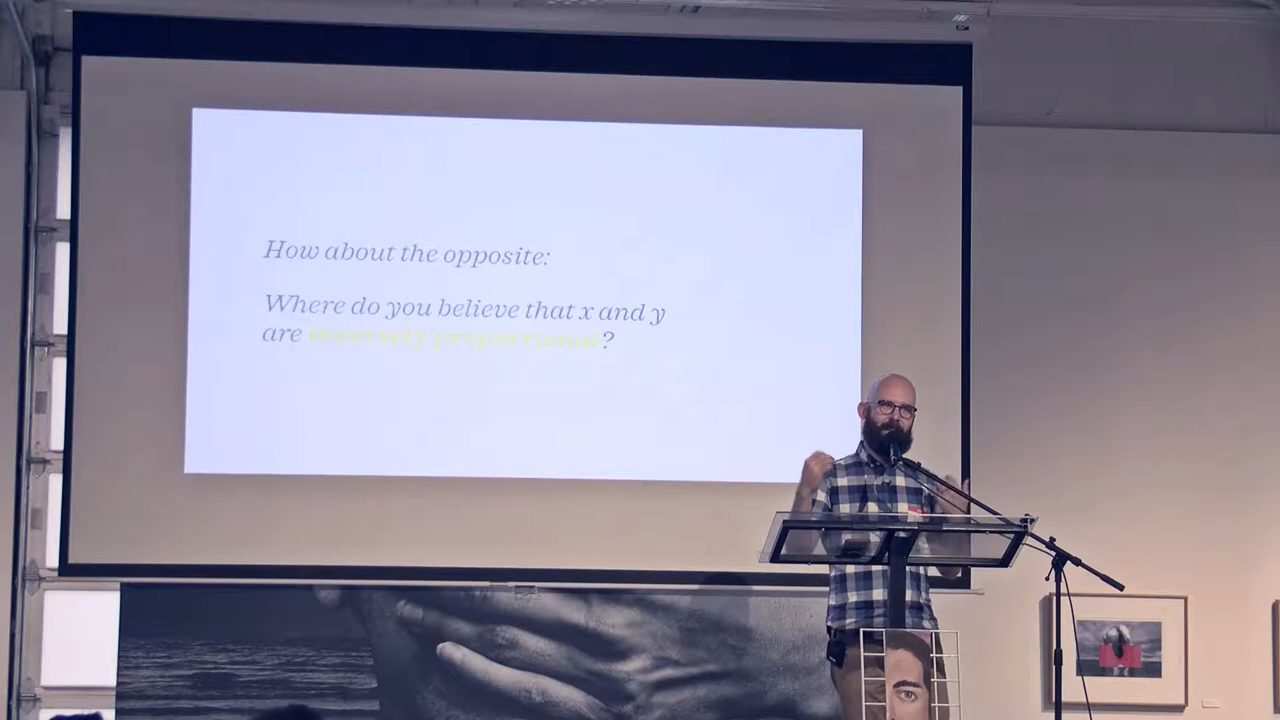 How about the opposite:
Where do you believe that x and y
are inversely proportional?